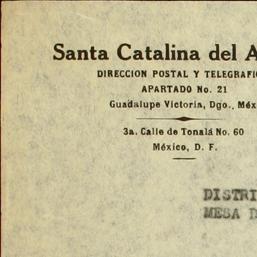 Santa Catalina del A
DIRECCION POSTAL Y TELEGRAFIC
APARTADO No. 21
Guadalupe Victoria, Dgo., Méx
3a. Calle de Tonalá No. 60
México, D. F.
DISTRI
MESA D